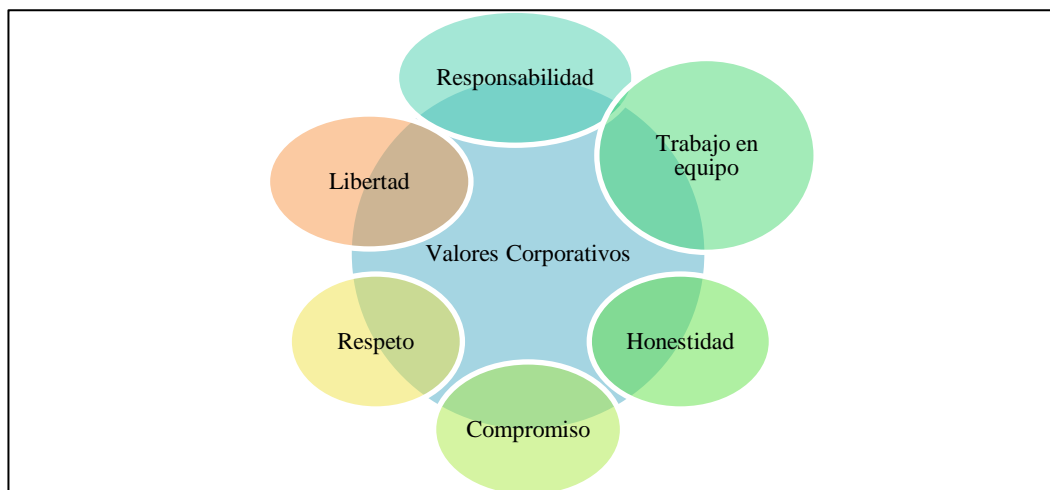 Responsabilidad
Trabajo en
equipo
Libertad
Valores Corporativos
Respeto
Honestidad
Compromiso